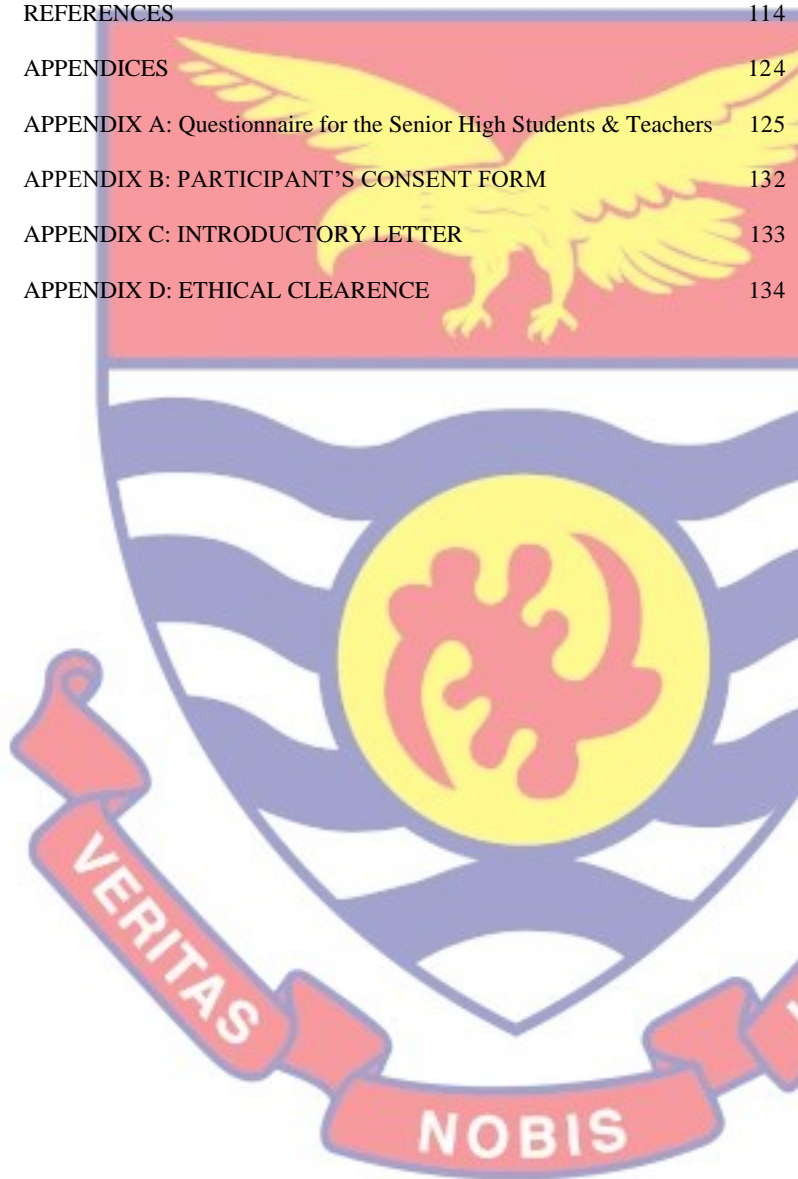 REFERENCES 114
APPENDICES 124
APPENDIX A: Questionnaire for the Senior High Students & Teachers 125
APPENDIX B: PARTICIPANT’S CONSENT FORM 132
APPENDIX C: INTRODUCTORY LETTER 133
APPENDIX D: ETHICAL CLEARENCE 134
VERITAS
NOBIS